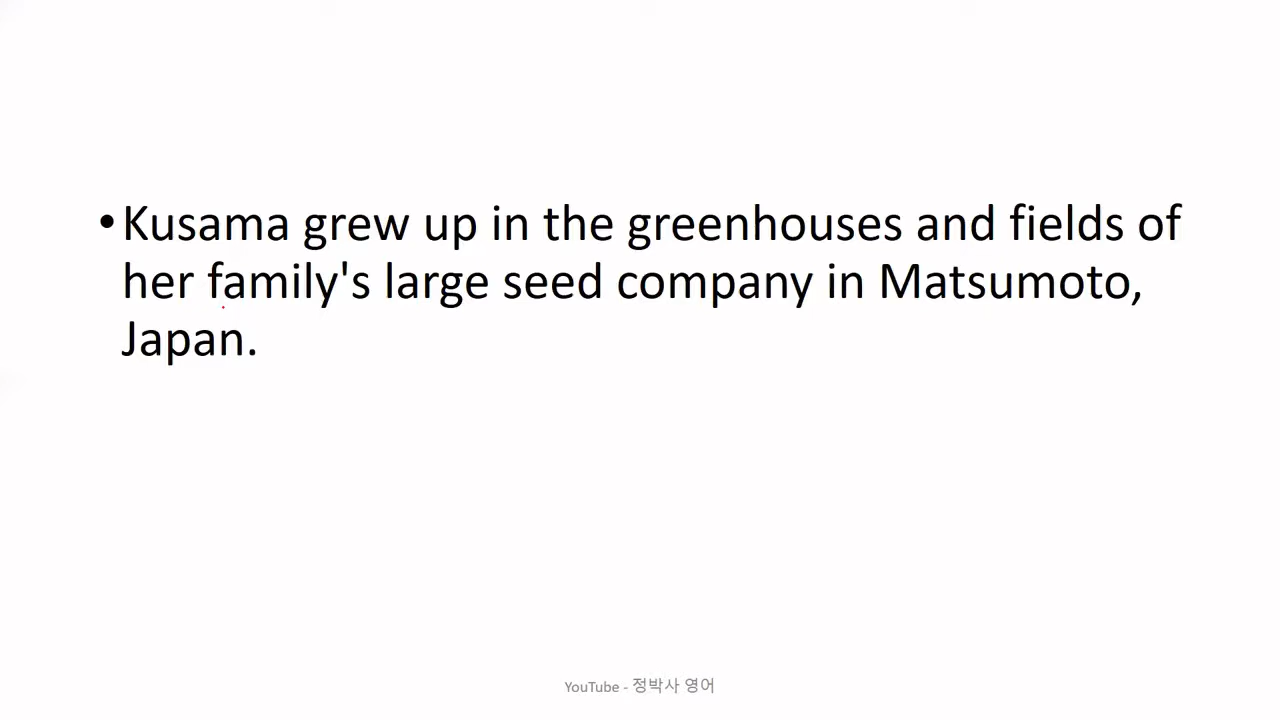 •Kusama grew up in the greenhouses and fields of
her family's large seed company in Matsumoto,
Japan.
YouTube - 정박사 영어